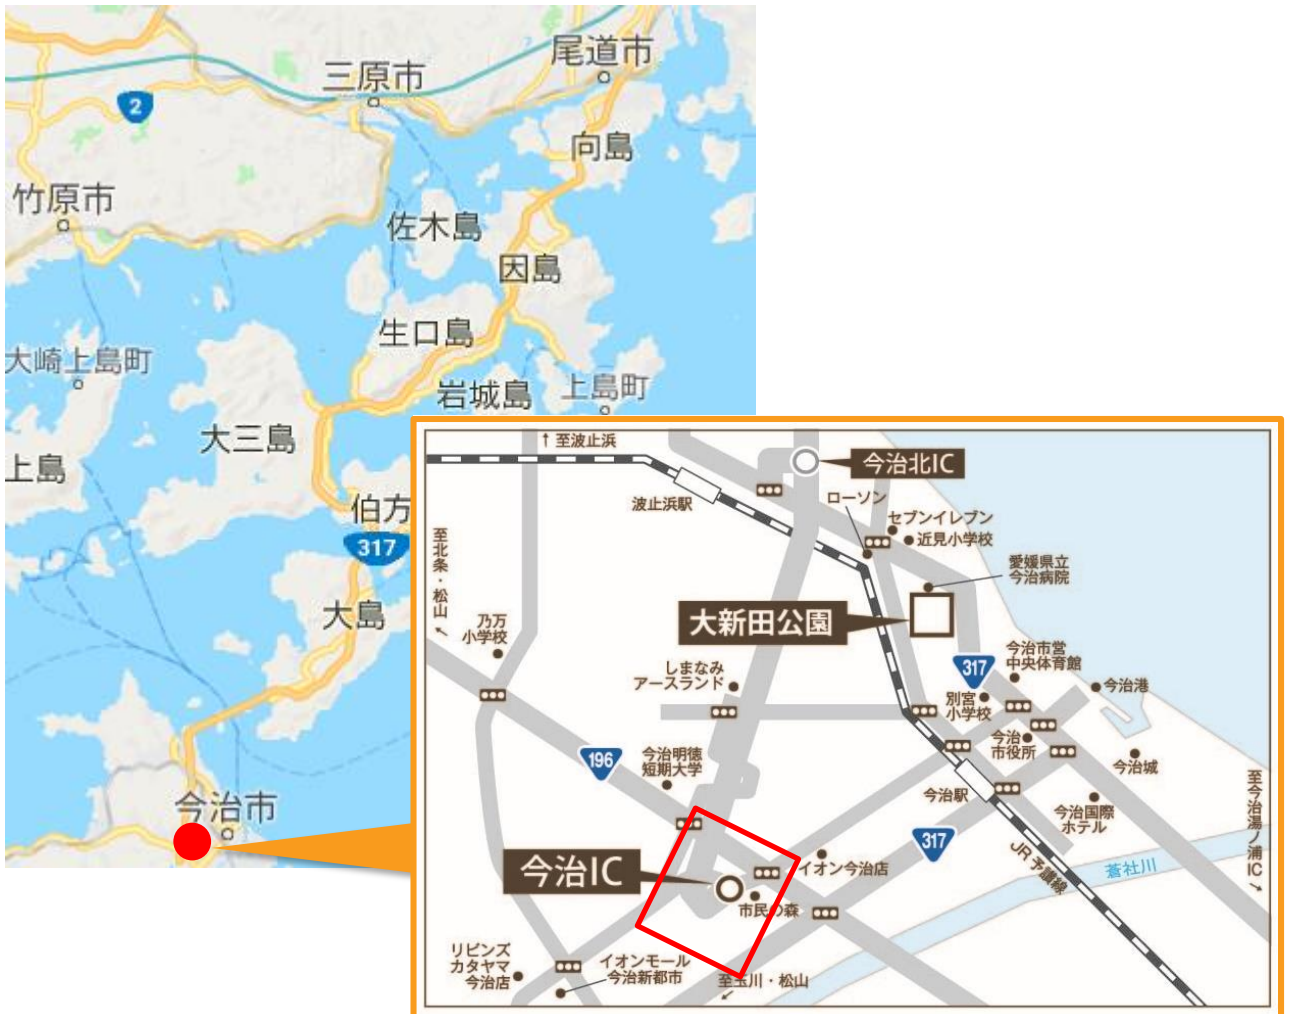 尾道市
三原市
2
向島
竹原市
佐木島
因島
生口島
大崎上島町
岩城島
上島町
大三島
上島
伯方
317
大島
今治市
↑至波止浜
今治北IC
波止浜駅
ローソン
セブンイレブン
近見小学校
愛媛県立
今治病院
至北条・松山
↙
乃万
小学校
大新田公園
しまなみ
アースランド
317
今治市営
中央体育館
今治港
別宮
小学校
今治
市役所
今治城
196
今治明徳
短期大学
今治駅
今治国際
ホテル
至今治湯ノ浦IC
↘
317
JR予讃線
蒼社川
今治IC
イオン今治店
市民の森
リビンズ
カタヤマ
今治店
イオンモール
今治新都市
至玉川・松山
↙